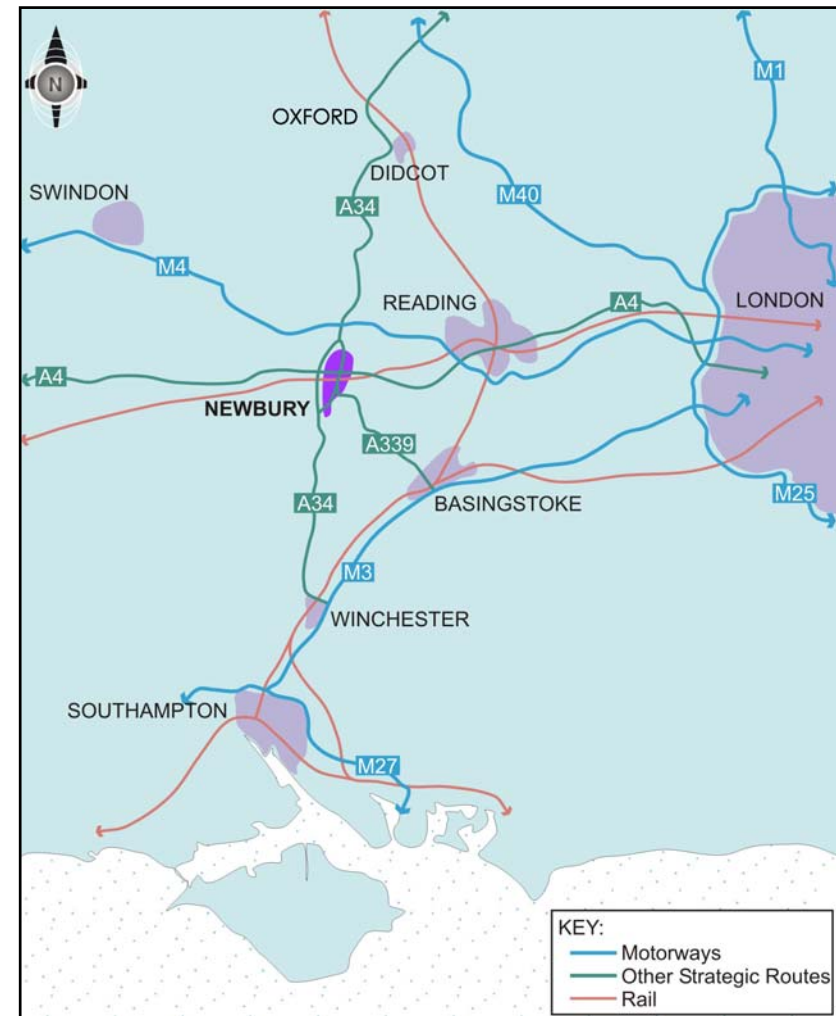 M1
N
OXFORD
DIDCOT
SWINDON
A34
M40
M4
READING
A4
LONDON
A4
NEWBURY
A339
A34
M25
BASINGSTOKE
M3
WINCHESTER
SOUTHAMPTON
M27
KEY:
Motorways
Other Strategic Routes
Rail